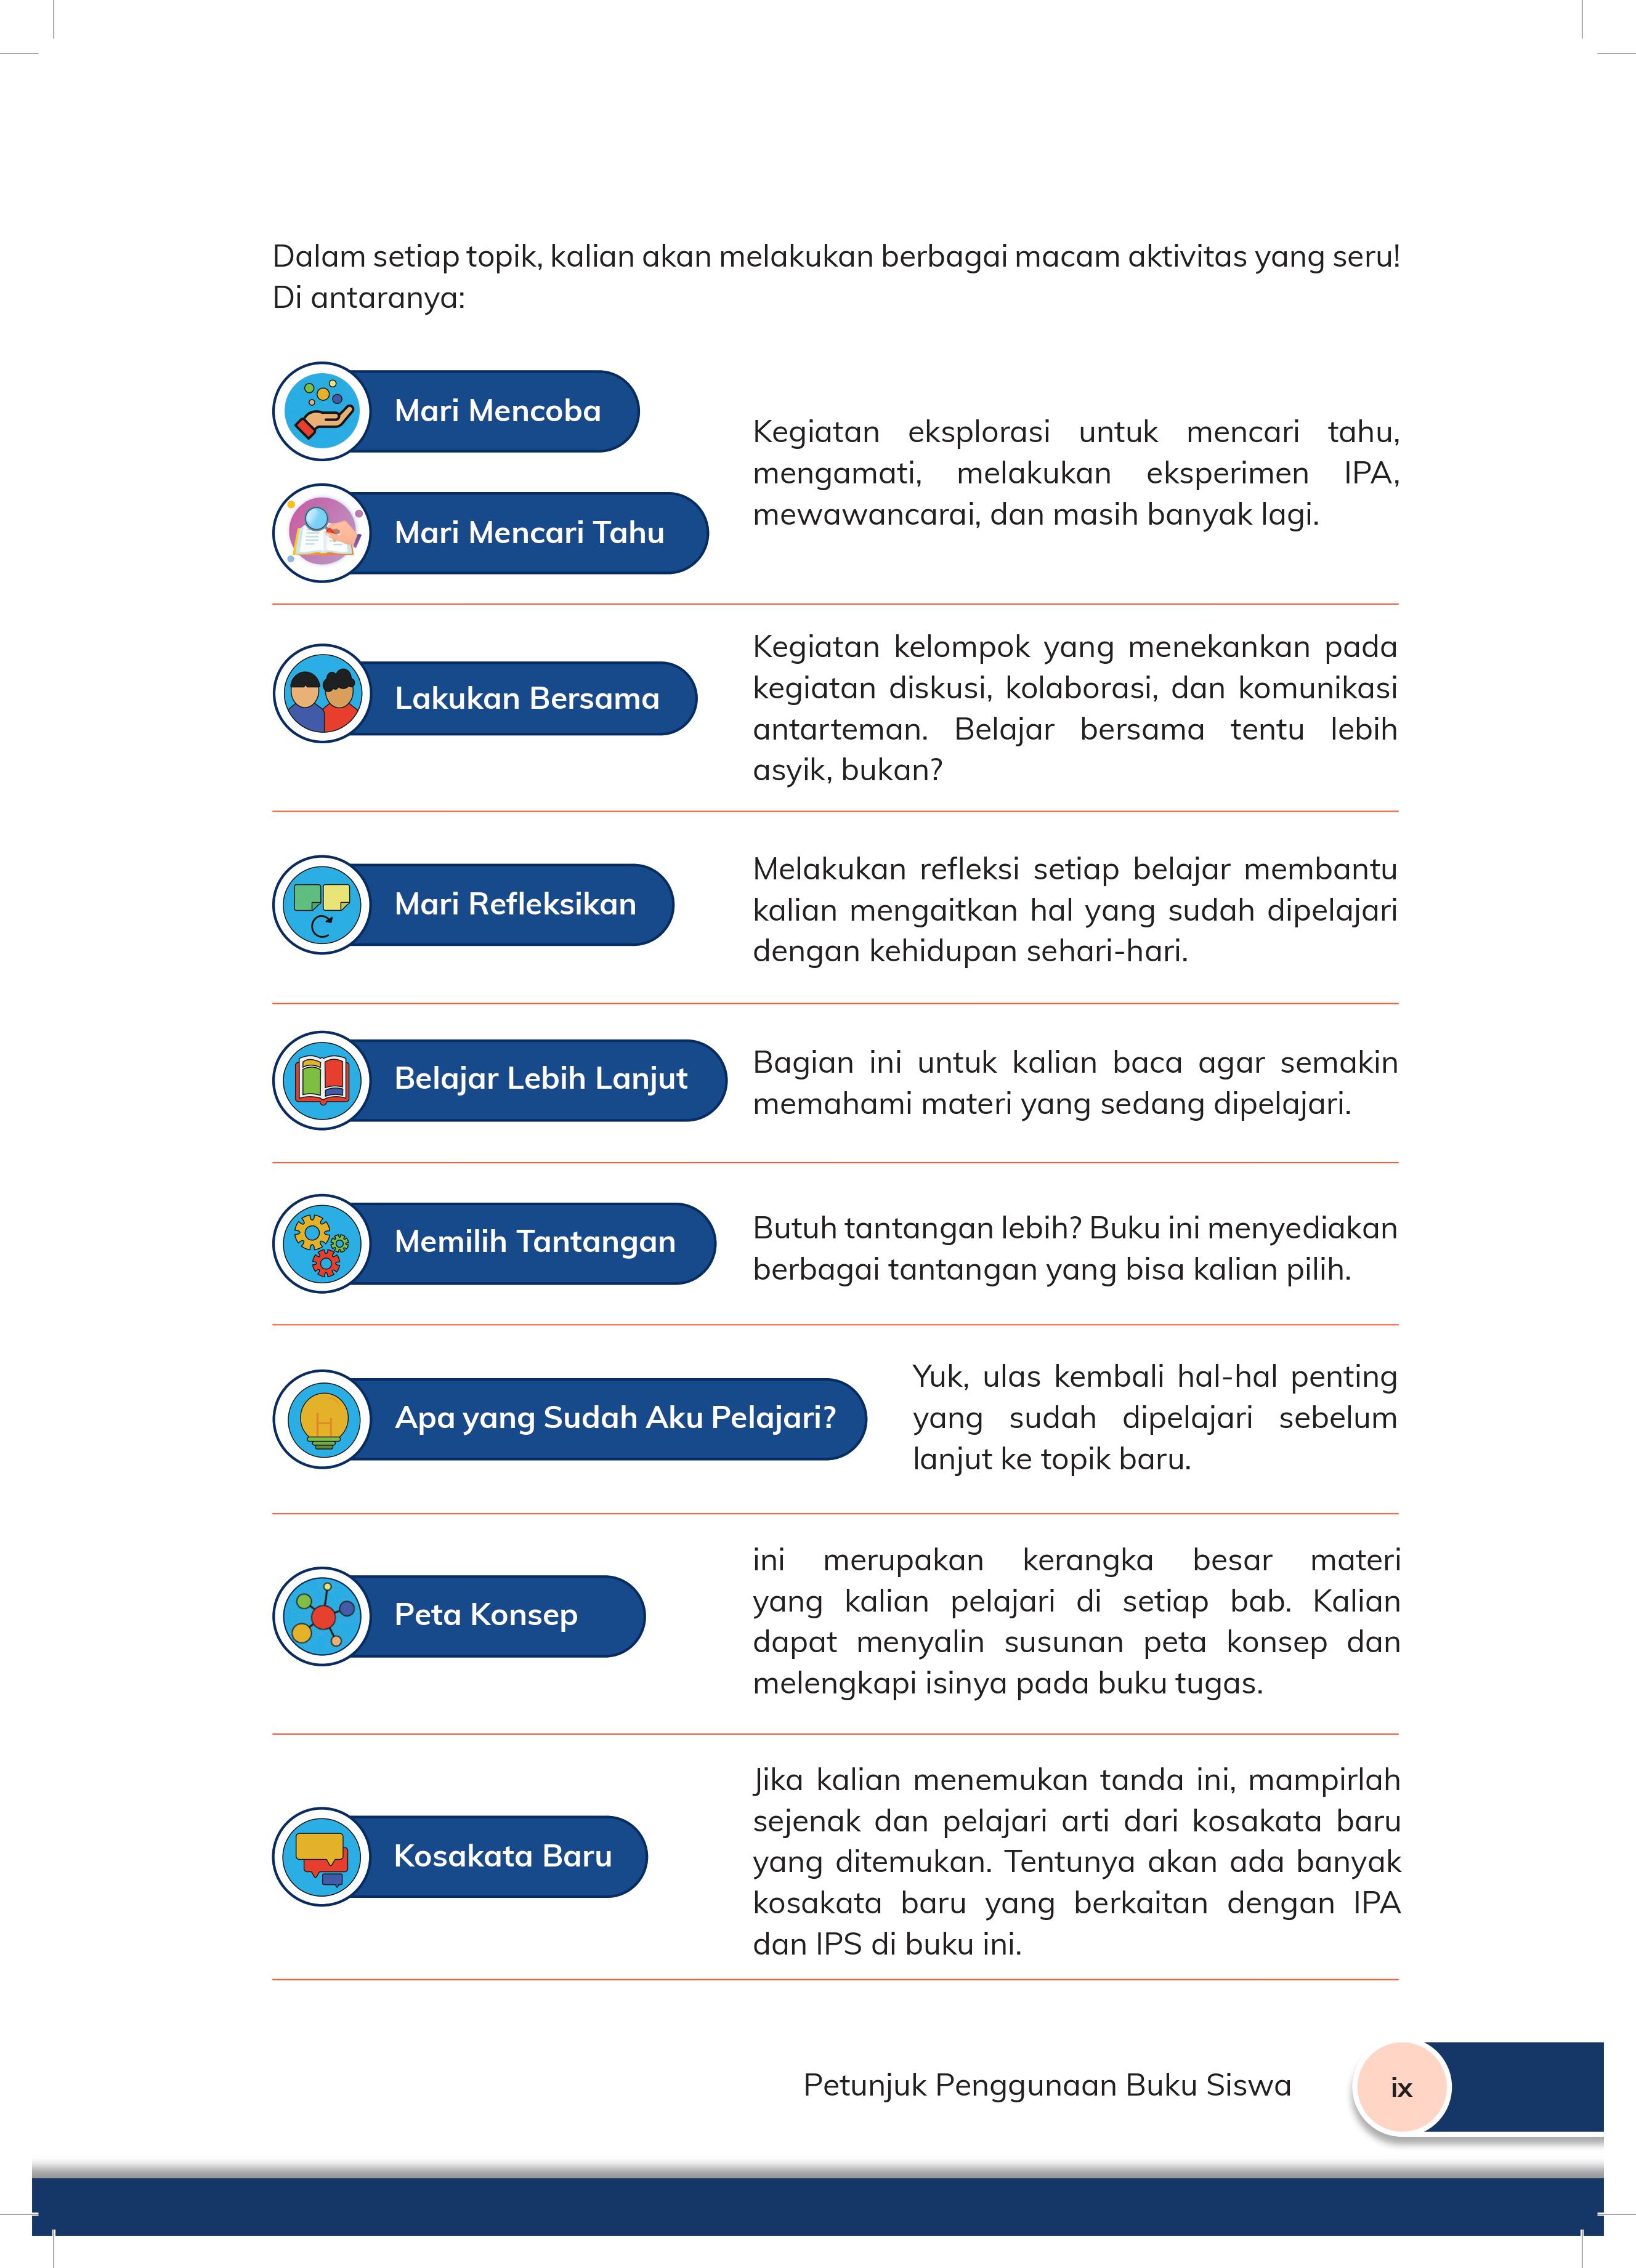 Dalam setiap topik, kalian akan melakukan berbagai macam aktivitas yang seru!
Di antaranya:
Mari Mencoba
Mari Mencari Tahu
Kegiatan eksplorasi untuk mencari tahu,
mengamati, melakukan eksperimen IPA,
mewawancarai, dan masih banyak lagi.
Lakukan Bersama
Kegiatan kelompok yang menekankan pada
kegiatan diskusi, kolaborasi, dan komunikasi
antarteman. Belajar bersama tentu lebih
asyik, bukan?
Mari Refleksikan
Melakukan refleksi setiap belajar membantu
kalian mengaitkan hal yang sudah dipelajari
dengan kehidupan sehari-hari.
Belajar Lebih Lanjut
Bagian ini untuk kalian baca agar semakin
memahami materi yang sedang dipelajari.
Memilih Tantangan
Butuh tantangan lebih? Buku ini menyediakan
berbagai tantangan yang bisa kalian pilih.
Apa yang Sudah Aku Pelajari?
Yuk, ulas kembali hal-hal penting
yang sudah dipelajari sebelum
lanjut ke topik baru.
Peta Konsep
ini merupakan kerangka besar materi
yang kalian pelajari di setiap bab. Kalian
dapat menyalin susunan peta konsep dan
melengkapi isinya pada buku tugas.
Kosakata Baru
Jika kalian menemukan tanda ini, mampirlah
sejenak dan pelajari arti dari kosakata baru
yang ditemukan. Tentunya akan ada banyak
kosakata baru yang berkaitan dengan IPA
dan IPS di buku ini.
Petunjuk Penggunaan Buku Siswa
ix